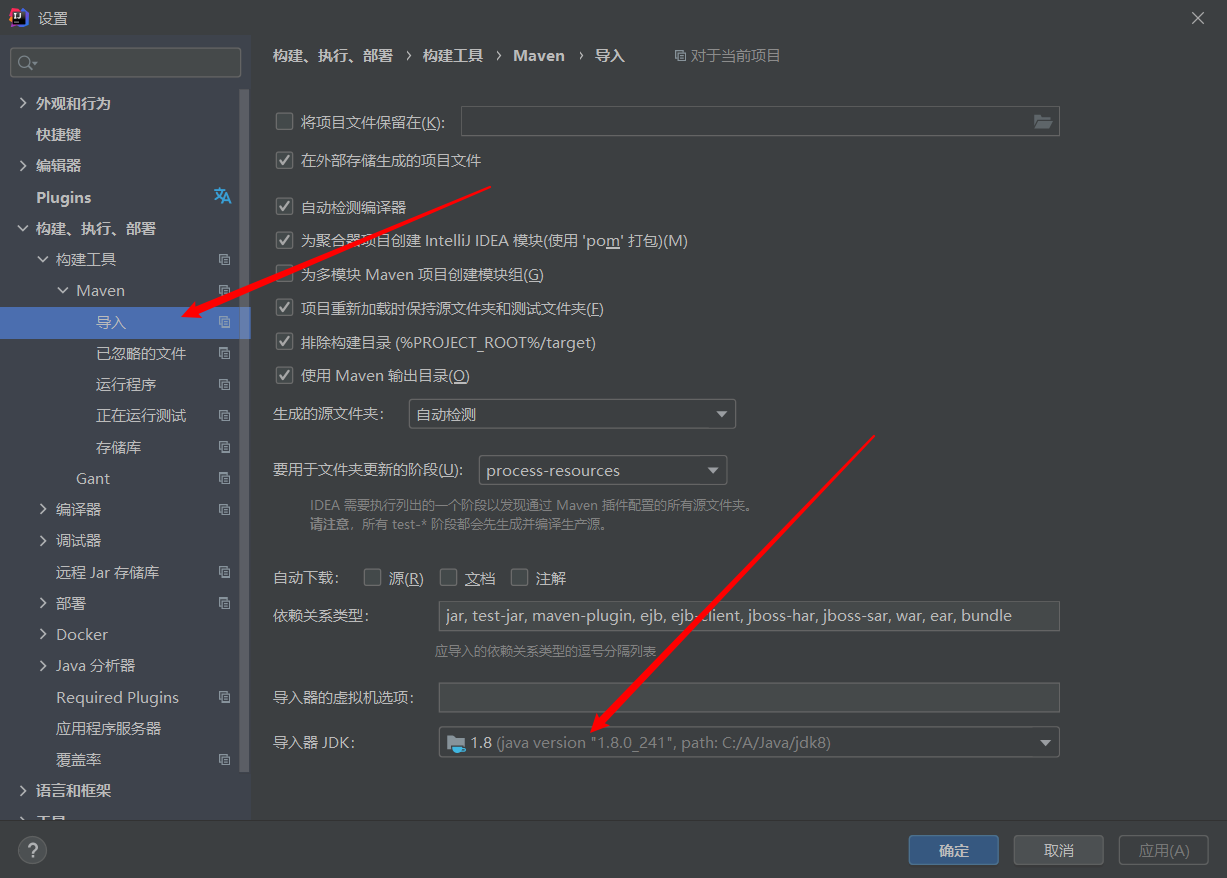 设置
外观和行为
快捷键
编辑器
Plugins
构建、执行、部署
构建工具
Maven
导入
已忽略的文件
运行程序
正在运行测试
存储库
Gant
编译器
调试器
远程 Jar 存储库
部署
Docker
Java 分析器
Required Plugins
应用程序服务器
覆盖率
语言和框架
工具
构建、执行、部署 › 构建工具 › Maven › 导入 对于当前项目
将项目文件保留在(K):
在外部存储生成的项目文件
自动检测编译器
为聚合器项目创建 IntelliJ IDEA 模块(使用 'pom' 打包)(M)
为多模块 Maven 项目创建模块组(G)
项目重新加载时保持源文件夹和测试文件夹(F)
排除构建目录 (%PROJECT_ROOT%/target)
使用 Maven 输出目录(O)
生成的源文件夹: 自动检测
要用于文件夹更新的阶段(U): process-resources
IDEA 需要执行列出的一个阶段以发现通过 Maven 插件配置的所有源文件夹。
请注意，所有 test-* 阶段都会先生成并编译生产源。
自动下载: 源(R) 文档 注解
依赖关系类型: jar, test-jar, maven-plugin, ejb, ejb-client, jboss-har, jboss-sar, war, ear, bundle
应导入的依赖关系类型的逗号分隔列表
导入器的虚拟机选项:
导入器 JDK: 1.8 (java version "1.8.0_241", path: C:/A/Java/jdk8)
? 确定 取消 应用(A)